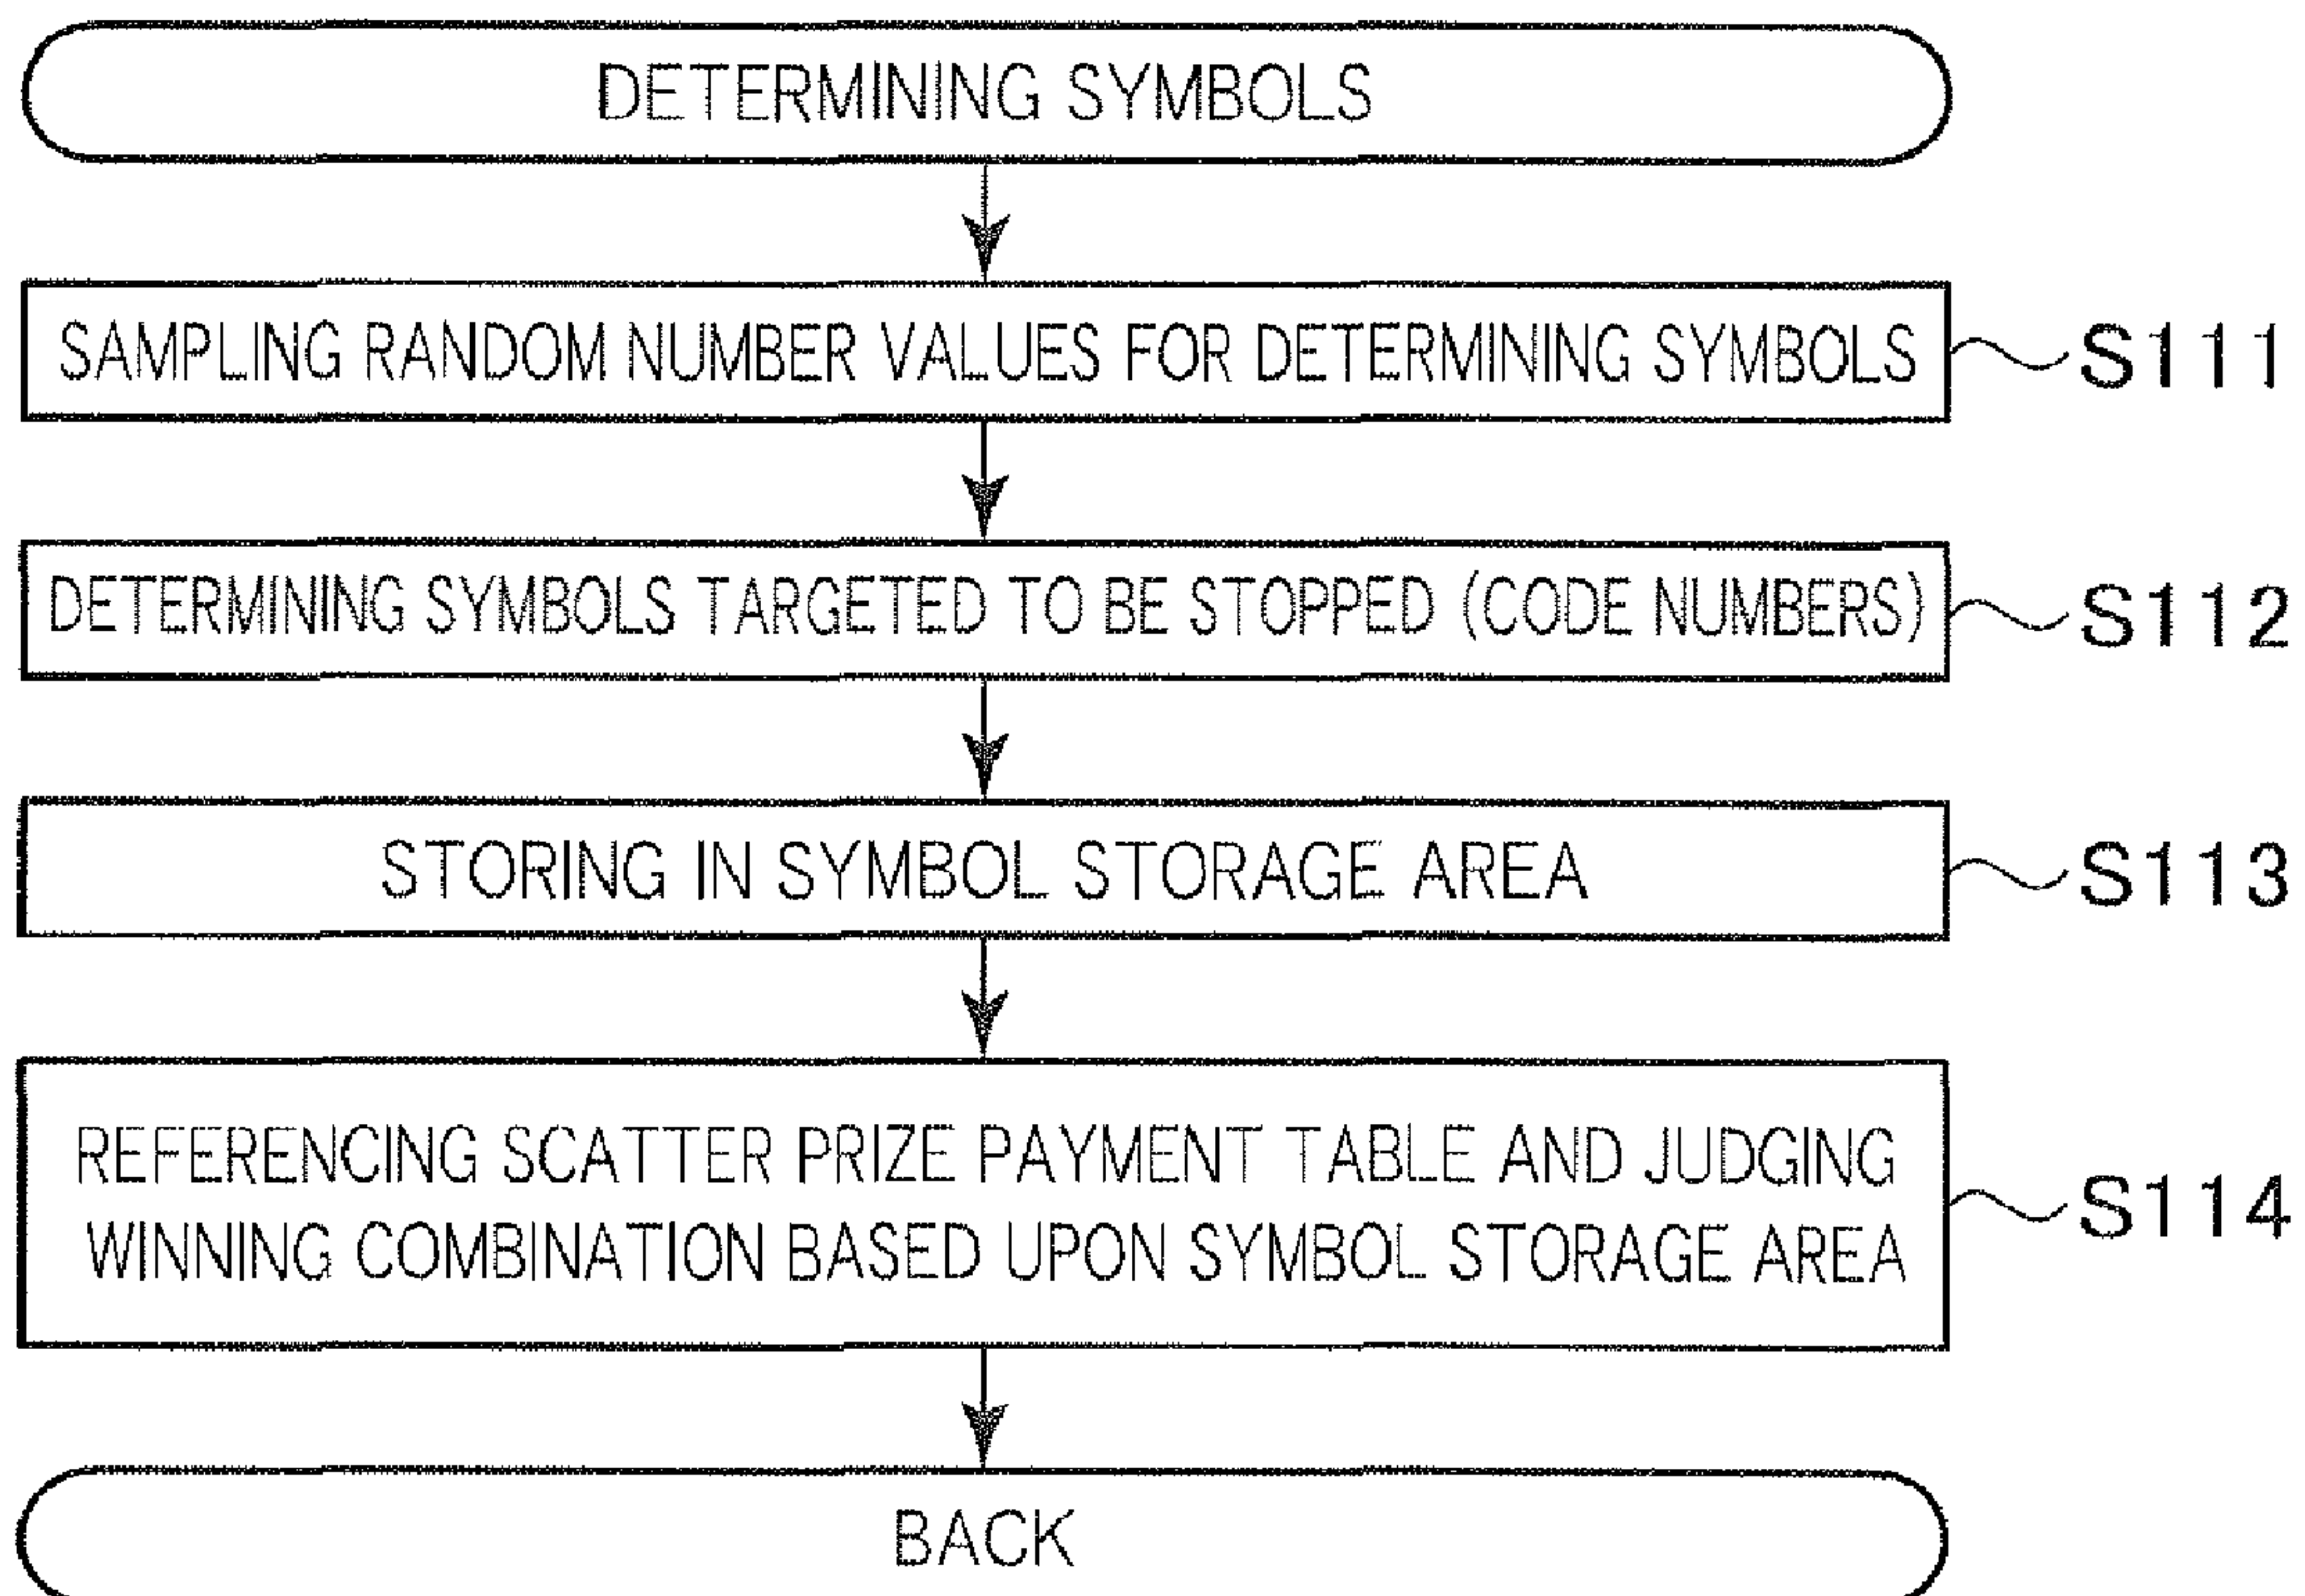 DETERMINING SYMBOLS
SAMPLING RANDOM NUMBER VALUES FOR DETERMINING SYMBOLS
S111
DETERMINING SYMBOLS TARGETED TO BE STOPPED (CODE NUMBERS)
S112
STORING IN SYMBOL STORAGE AREA
S113
REFERENCING SCATTER PRIZE PAYMENT TABLE AND JUDGING
WINNING COMBINATION BASED UPON SYMBOL STORAGE AREA
S114
BACK